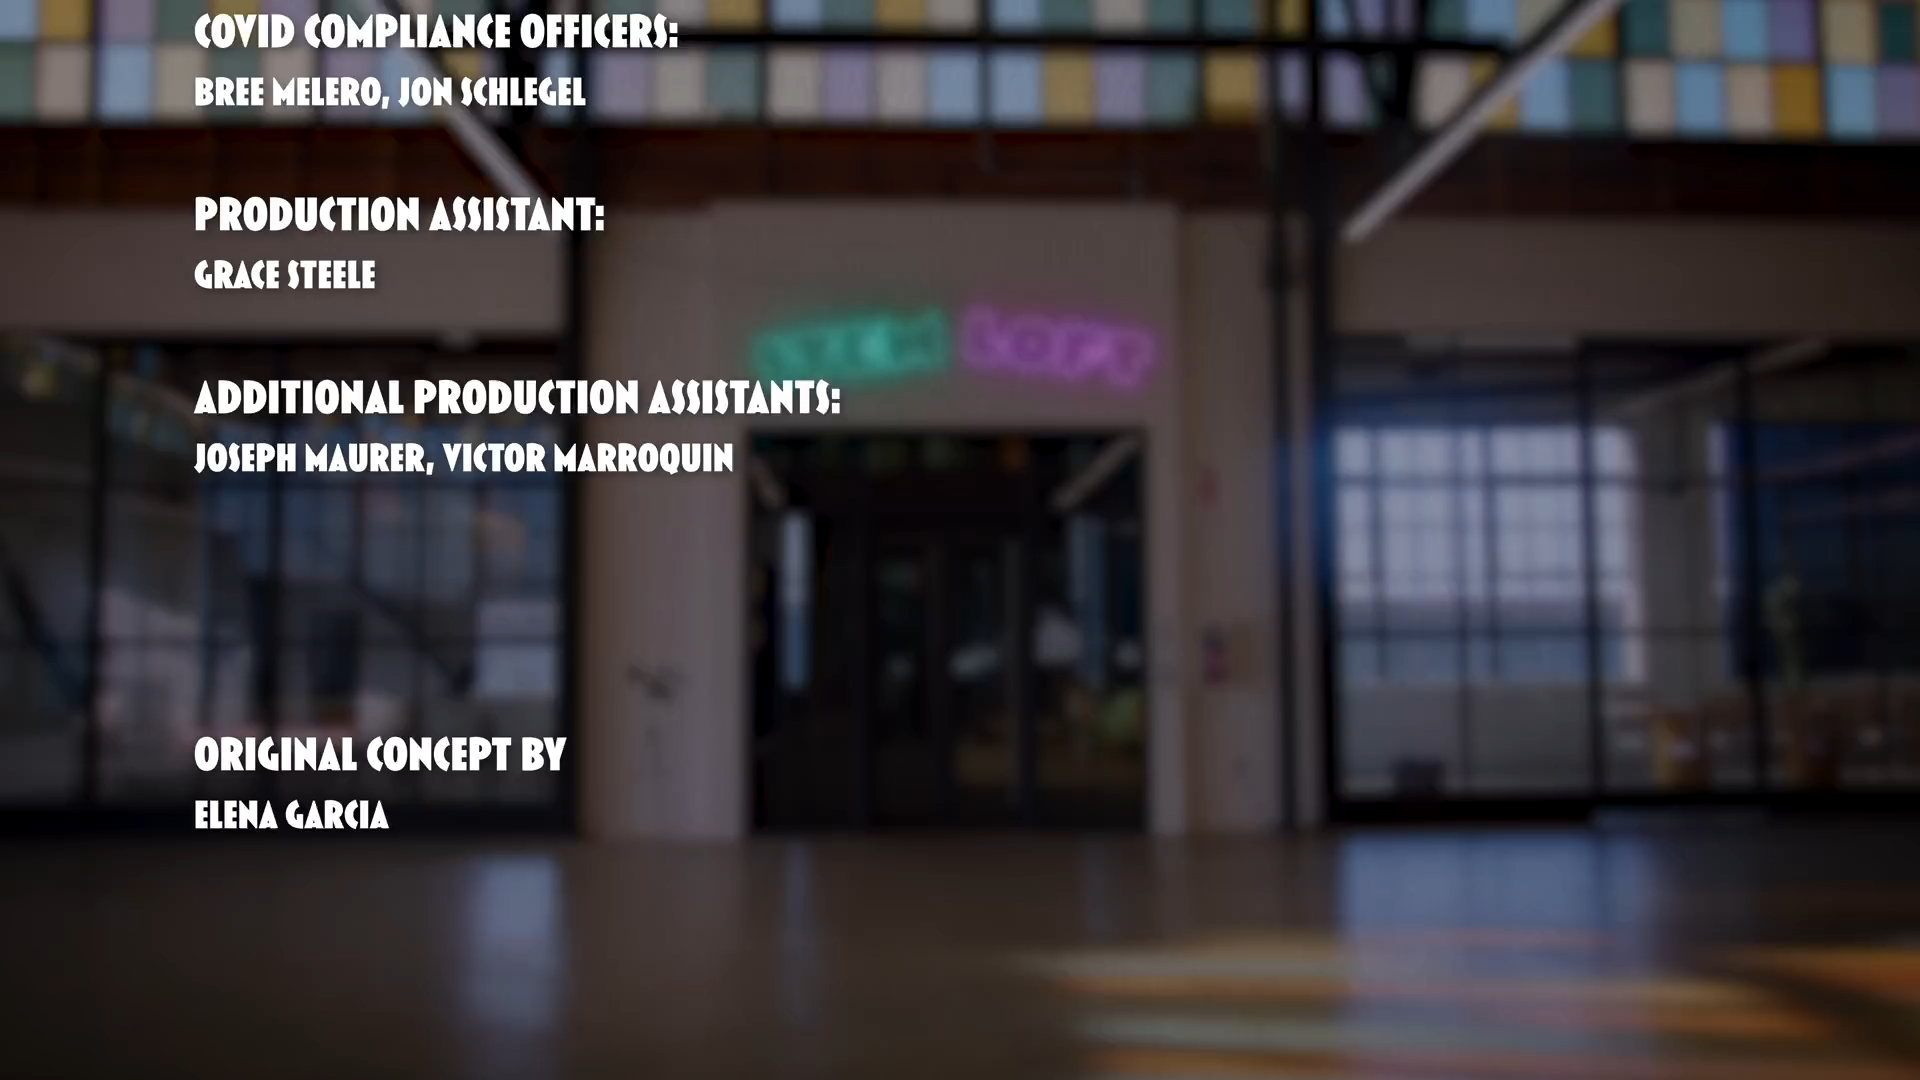 COVID COMPLIANCE OFFICERS:
BREE MELERO, JON SCHLEGEL
PRODUCTION ASSISTANT:
GRACE STEELE
LOFT
ADDITIONAL PRODUCTION ASSISTANTS:
JOSEPH MAURER, VICTOR MARROQUIN
ORIGINAL CONCEPT BY
ELENA GARCIA